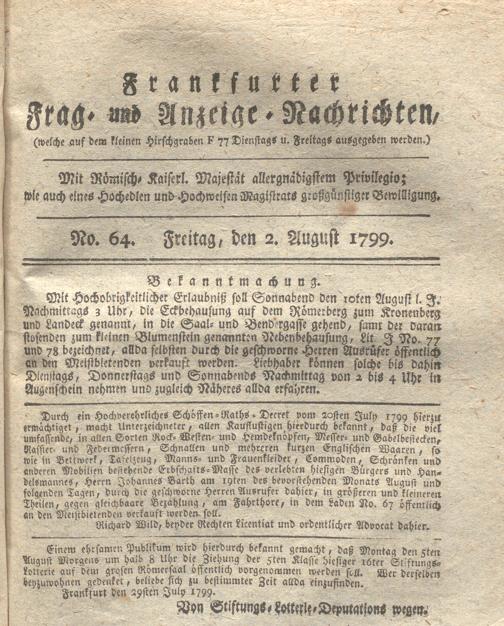 Frankfurter
Frag- und Anzeige-Nachrichten,
(welche auf dem kleinen Hirschgraben F 77 Dienstags u. Freitags ausgegeben werden.)
Mit Römisch-Kaiserl. Majestät allergnädigstem Privilegio;
wie auch eines Hochedlen und Hochweisen Magistrats großgünstiger Bewilligung.
No. 64. Freitag, den 2. August 1799.
Bekanntmachung.
Mit Hochobrigkeitlicher Erlaubniß soll Sonnabend den 10ten August l. J.
Nachmittags 3 Uhr, die Eckbehausung auf dem Römerberg zum Kronenberg
und Landeck genannt, in die Saal- und Bendergasse gehend, samt der daran
stosenden zum kleinen Blumenstein genannten Nebenbehausung, Lit. J No. 77
und 78 bezeichnet, allda selbsten durch die geschworne Herren Ausrüfer öffentlich
an den Meistbietenden verkauft werden. Liebhaber können solche bis dahin
Dienstags, Donnerstags und Sonnabends Nachmittag von 2 bis 4 Uhr in
Augenschein nehmen und zugleich Näheres allda erfahren.
Durch ein Hochverehrliches Schöffen-Raths-Decret vom 20sten July 1799 hierzu
ermächtiget, macht Unterzeichneter, allen Kauflustigen hierdurch bekannt, daß die viel
umfassende, in allen Sorten Rock- Westen- und Hemdeknöpfen, Messer- und Gabelbestecken,
Rasier- und Federmessern, Schnallen und mehreren kurzen Englischen Waaren, so
wie in Bettwerk, Tafelzeug, Manns- und Frauenkleider, Commoden, Schränken und
anderen Mobilien bestehende Erbschafts-Masse des verlebten hiesigen Bürgers und Han-
delsmannes, Herrn Johannes Barth am 19ten des bevorstehenden Monats August und
folgenden Tagen, durch die geschworne Herren Ausrufer dahier, in größeren und kleineren
Theilen, gegen gleichbaare Bezahlung, am Fahrthore, in dem Laden No. 67 öffentlich
an den Meistbietenden verkauft werden soll.
Richard Wild, beyder Rechten Licentiat und ordentlicher Advocat dahier.
Einem ehrsamen Publikum wird hierdurch bekannt gemacht, daß Montag den 5ten
August Morgens um halb 8 Uhr die Ziehung der 5ten Klasse hiesiger 16ter Stiftungs-
Lotterie auf dem großen Römersaal öffentlich vorgenommen werden soll. Wer derselben
beyzuwohnen gedenket, beliebe sich zu bestimmter Zeit allda einzufinden.
Frankfurt den 29sten July 1799.
Von Stiftungs-Lotterie-Deputations wegen.